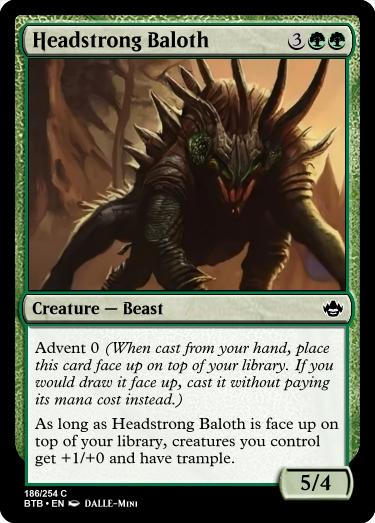 Headstrong Baloth 3
Creature — Beast
Advent 0 (When cast from your hand, place
this card face up on top of your library. If you
would draw it face up, cast it without paying
its mana cost instead.)
As long as Headstrong Baloth is face up on
top of your library, creatures you control
get +1/+0 and have trample.
5/4
186/254 C
BTB • EN DALLE-Mini